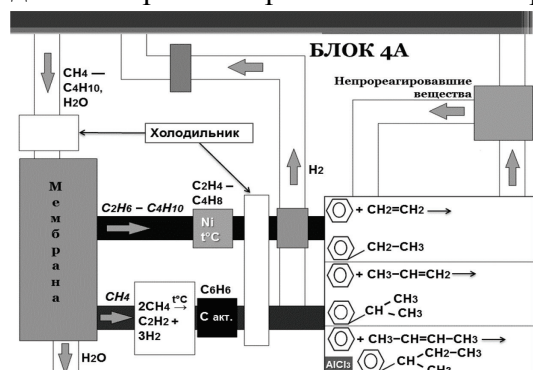 БЛОК 4А
CH4 —
C4H10,
H2O
Непрореагировавшие
вещества
Холодильник
H2
Мембрана
C2H6 – C4H10
C2H4 –
C4H8
Ni
t°C
+ CH2=CH2
CH2–CH3
+ CH3–CH=CH2
CH
CH3
CH3
CH4
2CH4 t°C →
C2H2 +
3H2
C6H6
С акт.
+ CH3–CH=CH–CH3
AlCl3
CH
CH2–CH3
CH3
H2O